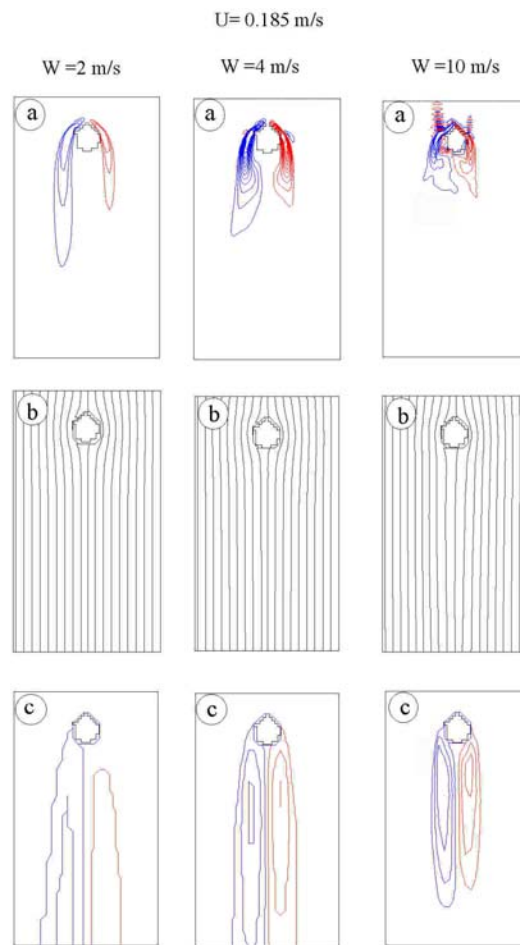 U= 0.185 m/s
W =2 m/s W =4 m/s W =10 m/s
a a a
b b b
c c c